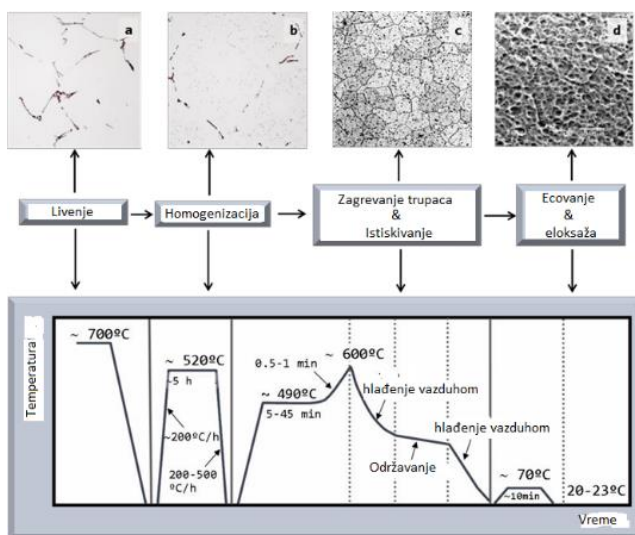 a
b
c
d
Livenje
Homogenizacija
Zagrevanje trupaca
&
Istiskivanje
Ecovanje
&
eloksaža
Temperatura
~ 700ºC
~ 520ºC
~5 h
~200ºC/h
200-500
ºC/h
~ 490ºC
5-45 min
0.5-1 min
~ 600ºC
hlađenje vazduhom
Održavanje
hlađenje vazduhom
~ 70ºC
~10min
20-23ºC
Vreme